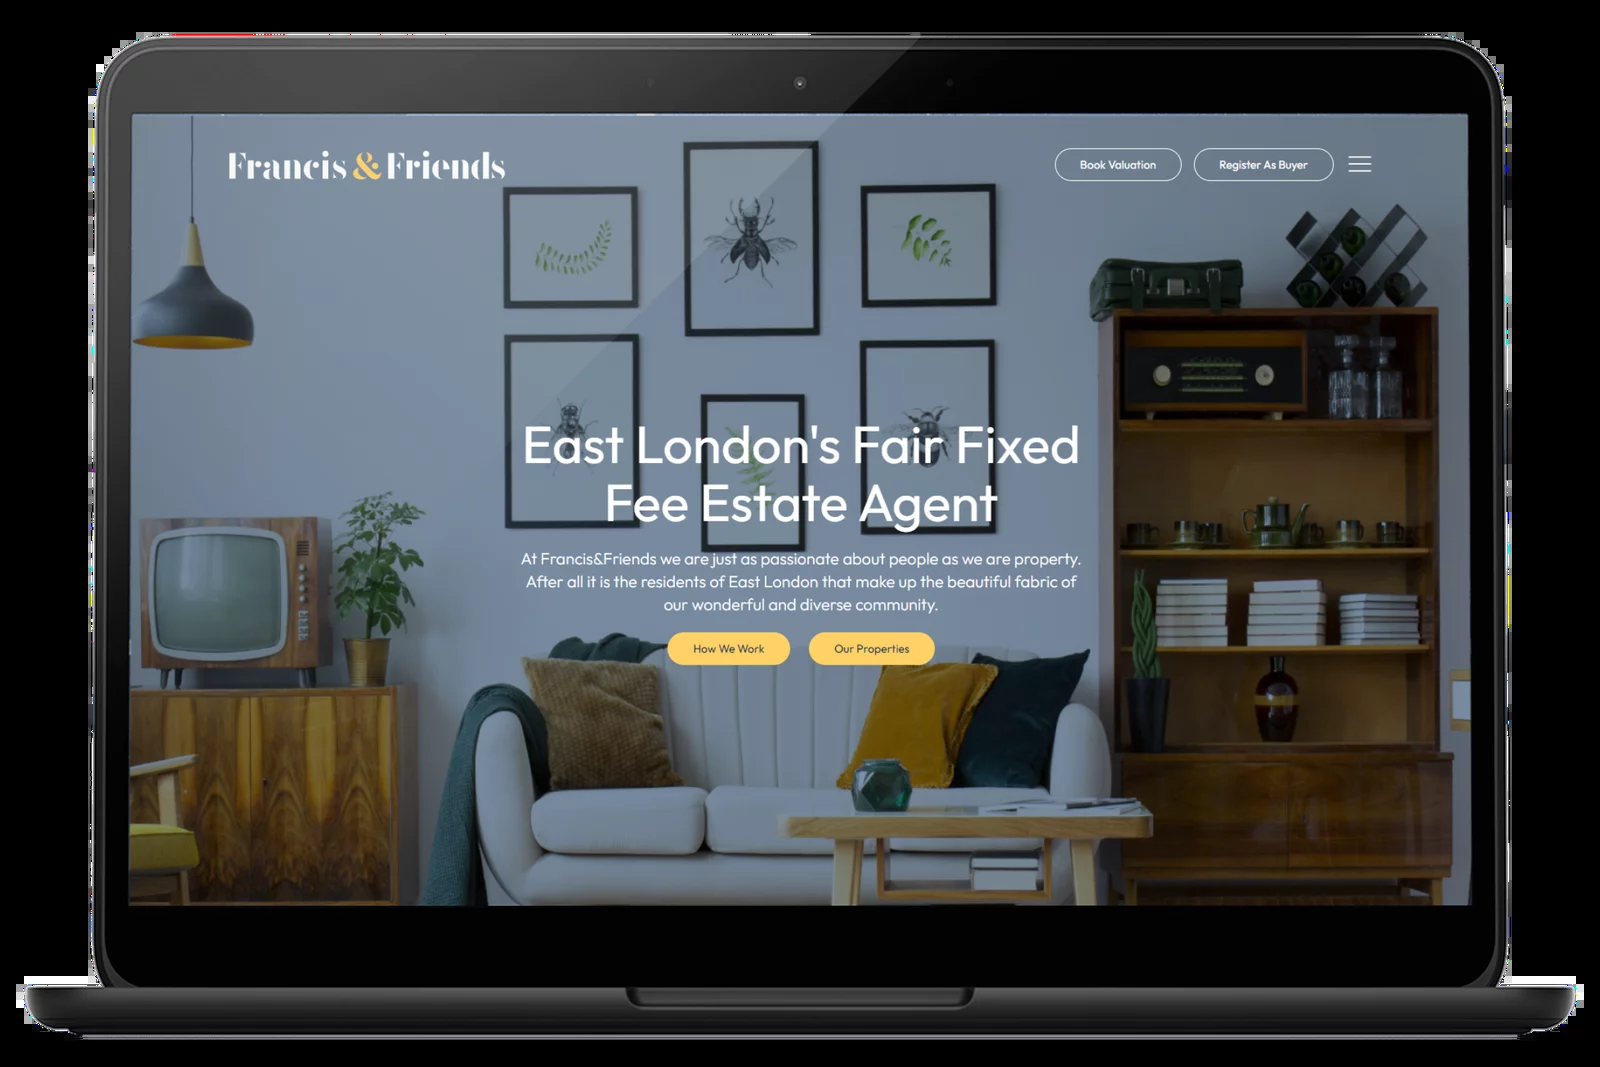 Francis & Friends
Book Valuation
Register As Buyer
East London's Fair Fixed
Fee Estate Agent
At Francis&Friends we are just as passionate about people as we are property.
After all it is the residents of East London that make up the beautiful fabric of
our wonderful and diverse community.
How We Work
Our Properties